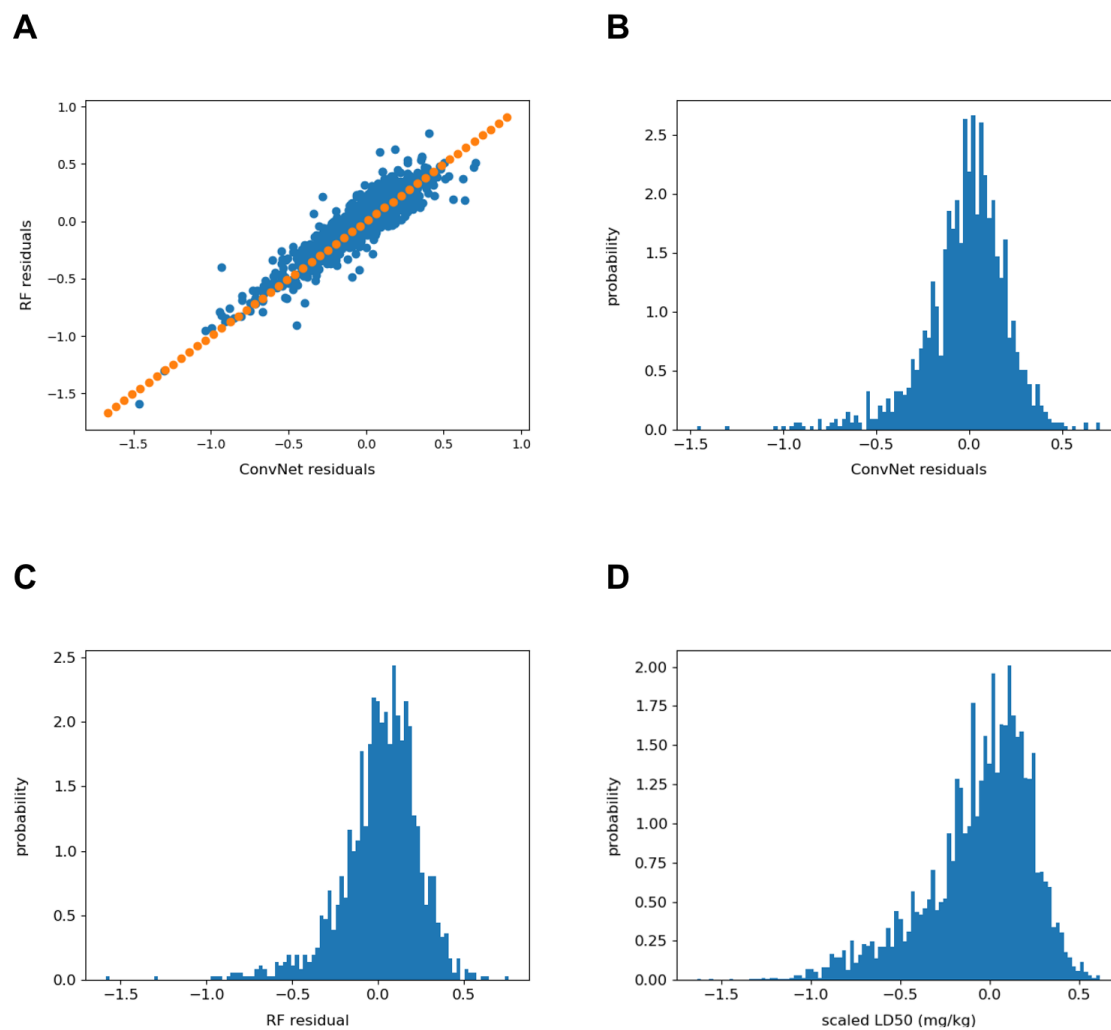 A
1.0
0.5
0.0
−0.5
−1.0
−1.5
RF residuals
−1.5 −1.0 −0.5 0.0 0.5 1.0
ConvNet residuals
B
2.5
2.0
1.5
1.0
0.5
0.0
probability
−1.5 −1.0 −0.5 0.0 0.5
ConvNet residuals
C
2.5
2.0
1.5
1.0
0.5
0.0
probability
−1.5 −1.0 −0.5 0.0 0.5
RF residual
D
2.00
1.75
1.50
1.25
1.00
0.75
0.50
0.25
0.00
probability
−1.5 −1.0 −0.5 0.0 0.5
scaled LD50 (mg/kg)